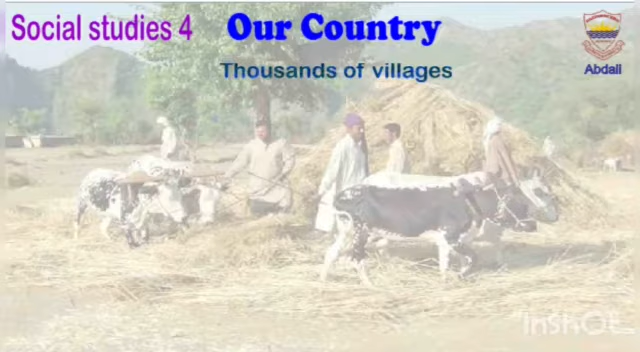 Social studies 4
Our Country
Thousands of villages
Abdali
InShOt